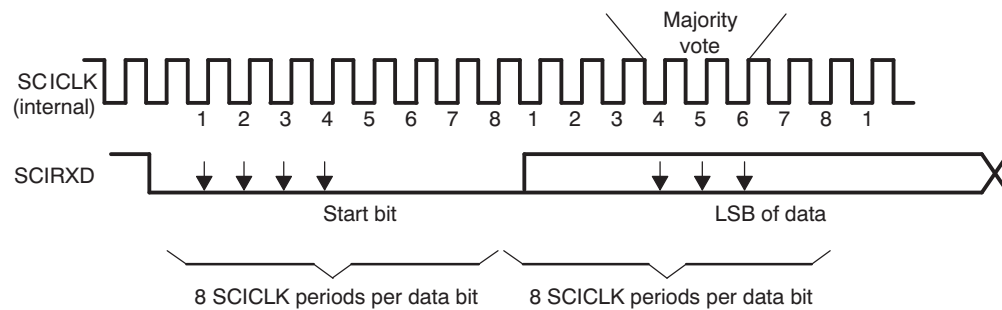 Majority
vote
SCICLK
(internal)
1 2 3 4 5 6 7 8 1 2 3 4 5 6 7 8 1
SCIRXD
Start bit LSB of data
8 SCICLK periods per data bit 8 SCICLK periods per data bit